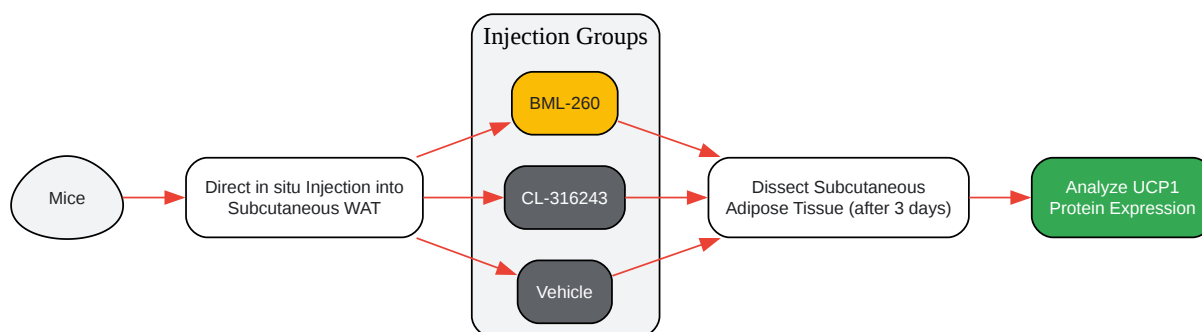 Injection Groups
BML-260
Mice
Direct in situ Injection into
Subcutaneous WAT
CL-316243
Dissect Subcutaneous
Adipose Tissue (after 3 days)
Analyze UCP1
Protein Expression
Vehicle